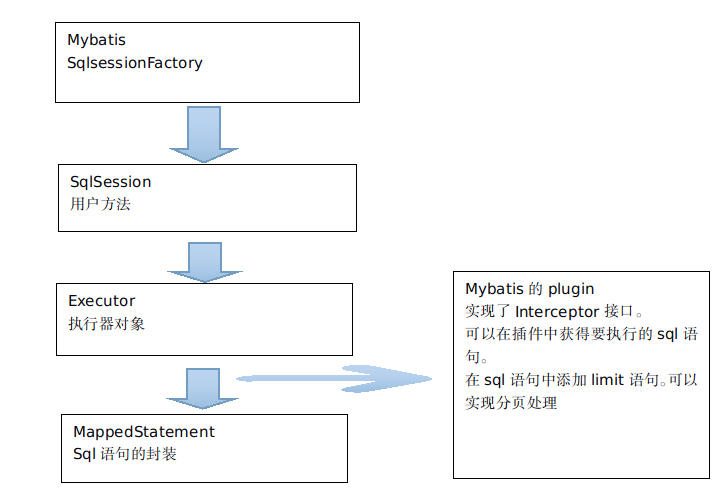 Mybatis
SqlsessionFactory
SqlSession
用户方法
Executor
执行器对象
MappedStatement
Sql 语句的封装
Mybatis 的 plugin
实现了 Interceptor 接口。
可以在插件中获得要执行的 sql 语
句。
在 sql 语句中添加 limit 语句。可以
实现分页处理